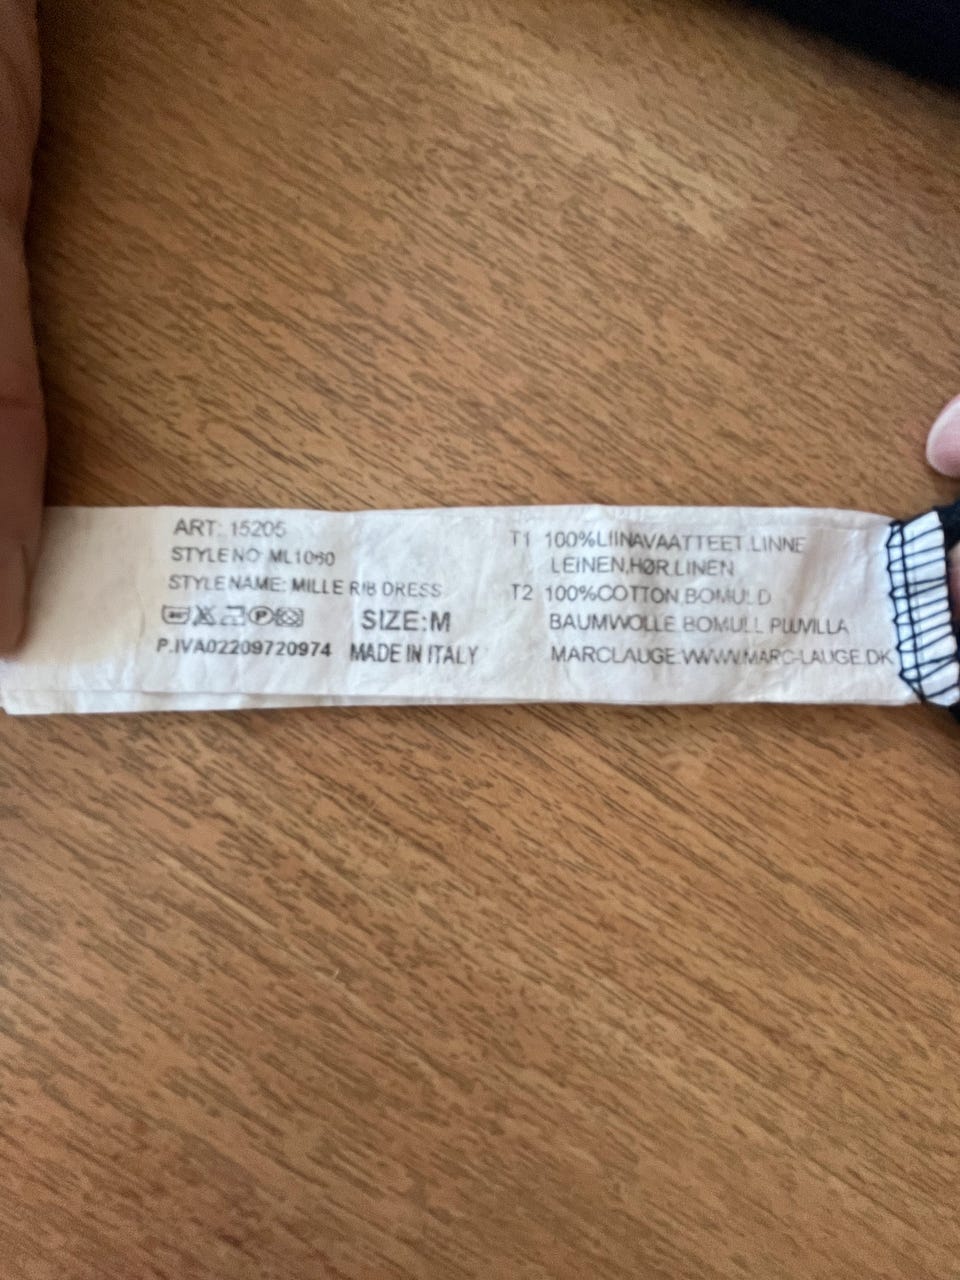 ART: 15205
STYLE NO ML1060
STYLE NAME: MILLE RIB DRESS
SIZE:M
P.IVA02209720974 MADE IN ITALY
T1 100%LIINAVAATTEET.LINNE
LEINEN.HØR.LINEN
T2 100%COTTON.BOMULD
BAUMWOLLE.BOMULL PUUVILLA
MARCLAUGE:WWW.MARC-LAUGE.DK